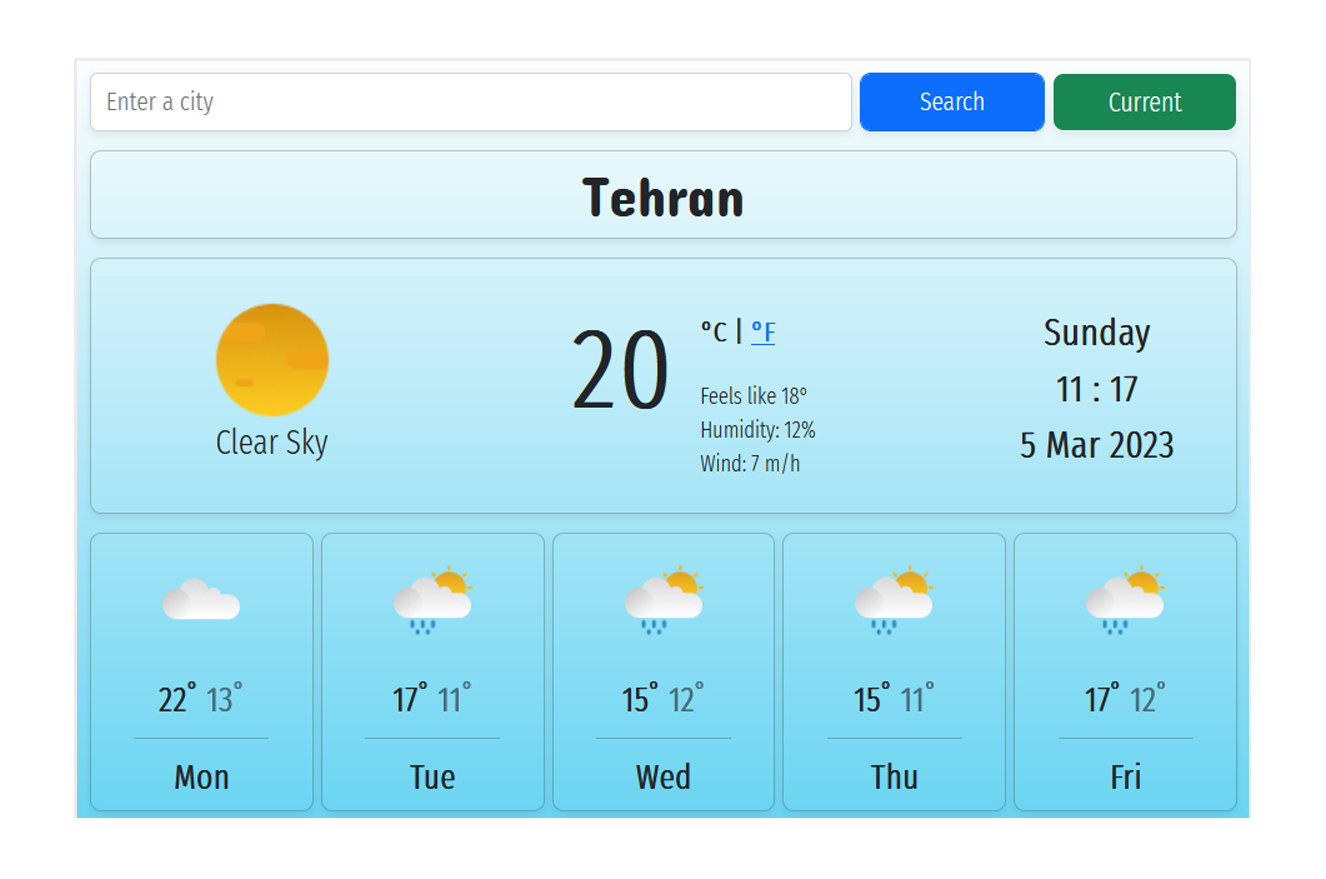 Enter a city
Search
Current
Tehran
Clear Sky
20
°C | °F
Feels like 18°
Humidity: 12%
Wind: 7 m/h
Sunday
11 : 17
5 Mar 2023
22° 13°
Mon
17° 11°
Tue
15° 12°
Wed
15° 11°
Thu
17° 12°
Fri